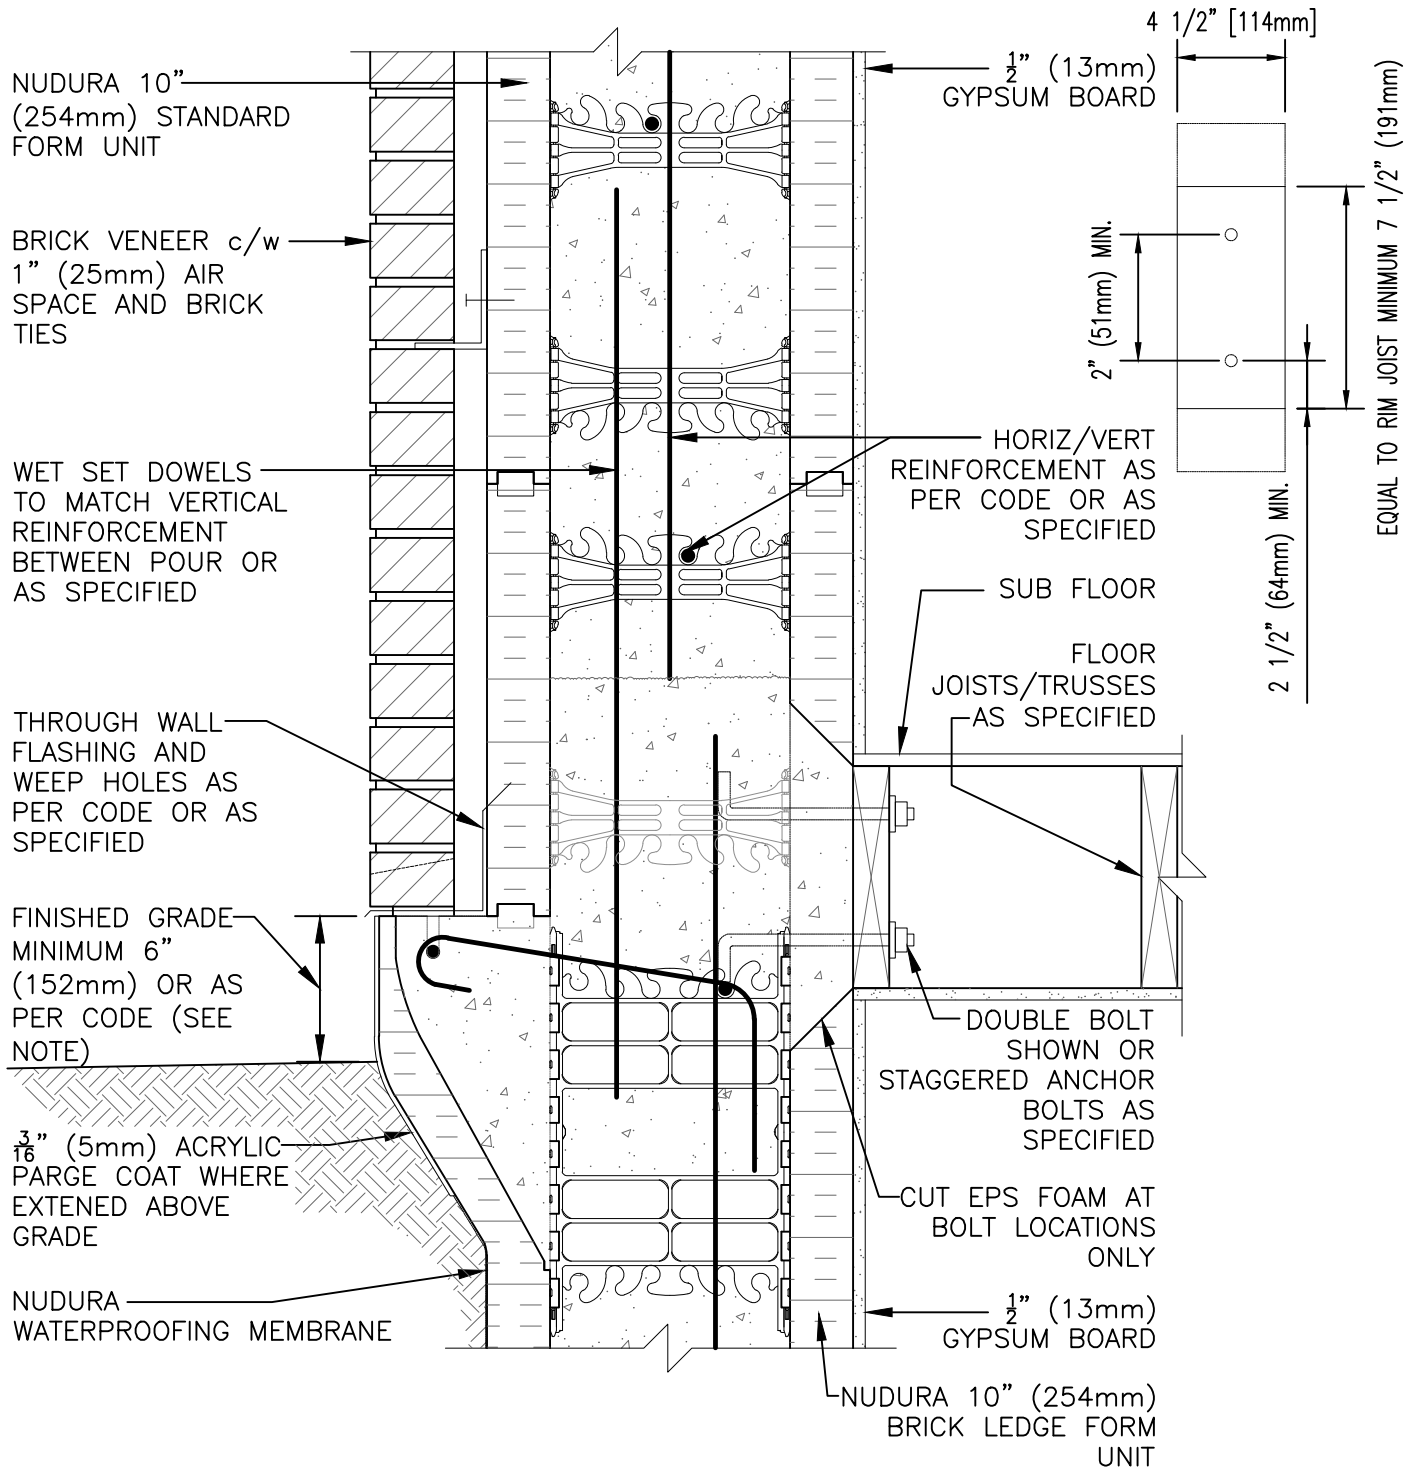 NUDURA 10"
(254mm) STANDARD
FORM UNIT
BRICK VENEER c/w
1" (25mm) AIR
SPACE AND BRICK
TIES
WET SET DOWELS
TO MATCH VERTICAL
REINFORCEMENT
BETWEEN POUR OR
AS SPECIFIED
THROUGH WALL
FLASHING AND
WEEP HOLES AS
PER CODE OR AS
SPECIFIED
FINISHED GRADE
MINIMUM 6"
(152mm) OR AS
PER CODE (SEE
NOTE)
3/16" (5mm) ACRYLIC
PARGE COAT WHERE
EXTENED ABOVE
GRADE
NUDURA
WATERPROOFING MEMBRANE
1/2" (13mm)
GYPSUM BOARD
4 1/2" [114mm]
2" (51mm) MIN.
EQUAL TO RIM JOIST MINIMUM 7 1/2" (191mm)
2 1/2" (64mm) MIN.
HORIZ/VERT
REINFORCEMENT AS
PER CODE OR AS
SPECIFIED
SUB FLOOR
FLOOR
JOISTS/TRUSSES
AS SPECIFIED
DOUBLE BOLT
SHOWN OR
STAGGERED ANCHOR
BOLTS AS
SPECIFIED
CUT EPS FOAM AT
BOLT LOCATIONS
ONLY
1/2" (13mm)
GYPSUM BOARD
NUDURA 10" (254mm)
BRICK LEDGE FORM
UNIT